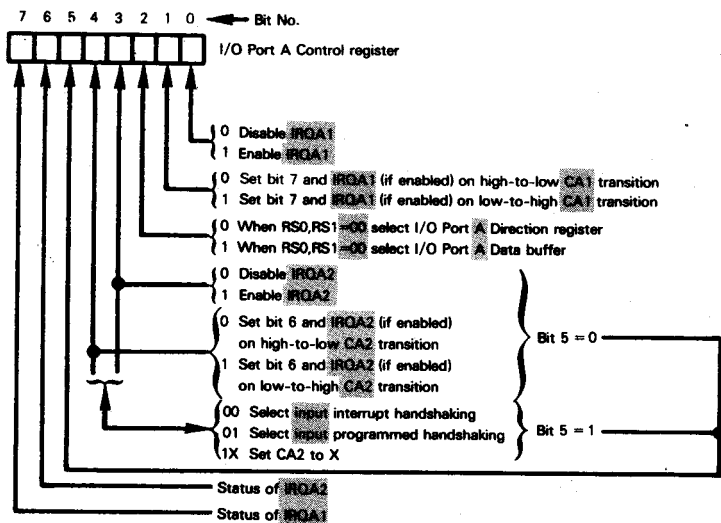 7 6 5 4 3 2 1 0 Bit No.
I/O Port A Control register
0 Disable IRQA1
1 Enable IRQA1
0 Set bit 7 and IRQA1 (if enabled) on high-to-low CA1 transition
1 Set bit 7 and IRQA1 (if enabled) on low-to-high CA1 transition
0 When RS0,RS1=00 select I/O Port A Direction register
1 When RS0,RS1=00 select I/O Port A Data buffer
0 Disable IRQA2
1 Enable IRQA2
0 Set bit 6 and IRQA2 (if enabled)
on high-to-low CA2 transition
1 Set bit 6 and IRQA2 (if enabled)
on low-to-high CA2 transition
Bit 5 = 0
00 Select input interrupt handshaking
01 Select input programmed handshaking
1X Set CA2 to X
Bit 5 = 1
Status of IRQA2
Status of IRQA1